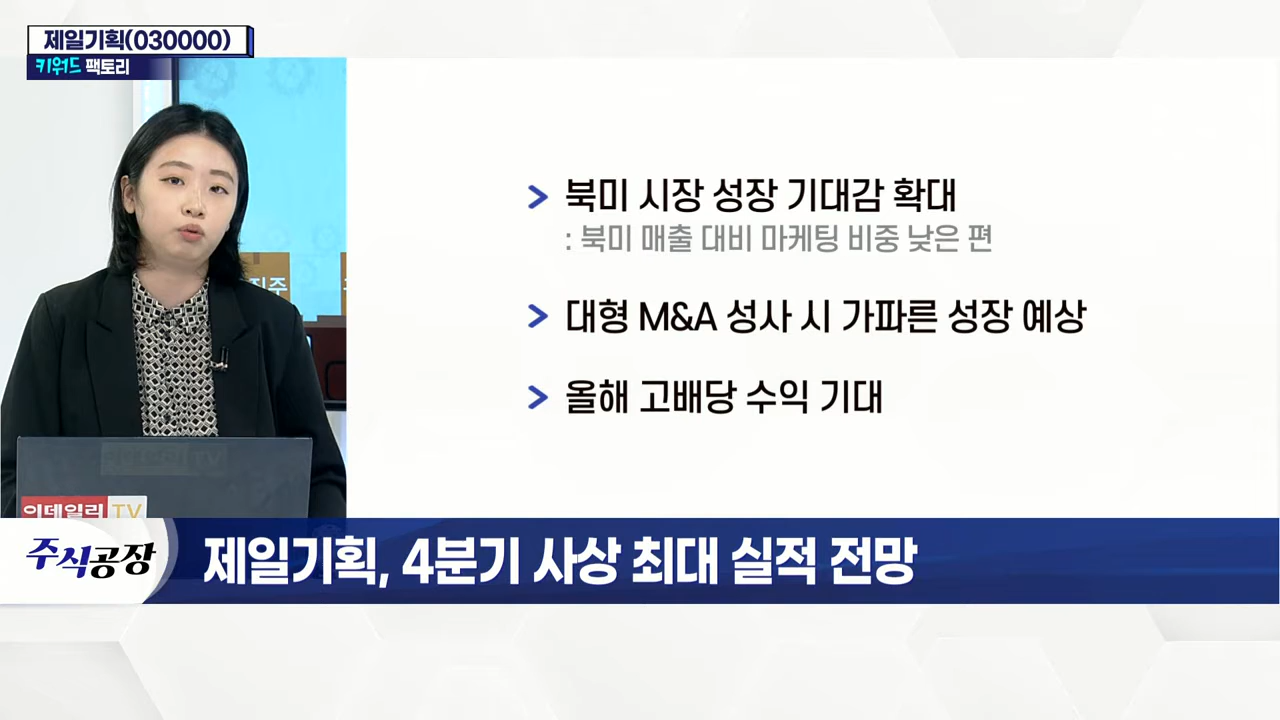 제일기획(030000)
키워드 팩토리
> 북미 시장 성장 기대감 확대
: 북미 매출 대비 마케팅 비중 낮은 편
> 대형 M&A 성사 시 가파른 성장 예상
> 올해 고배당 수익 기대
이데일리 TV
주식공장
제일기획, 4분기 사상 최대 실적 전망